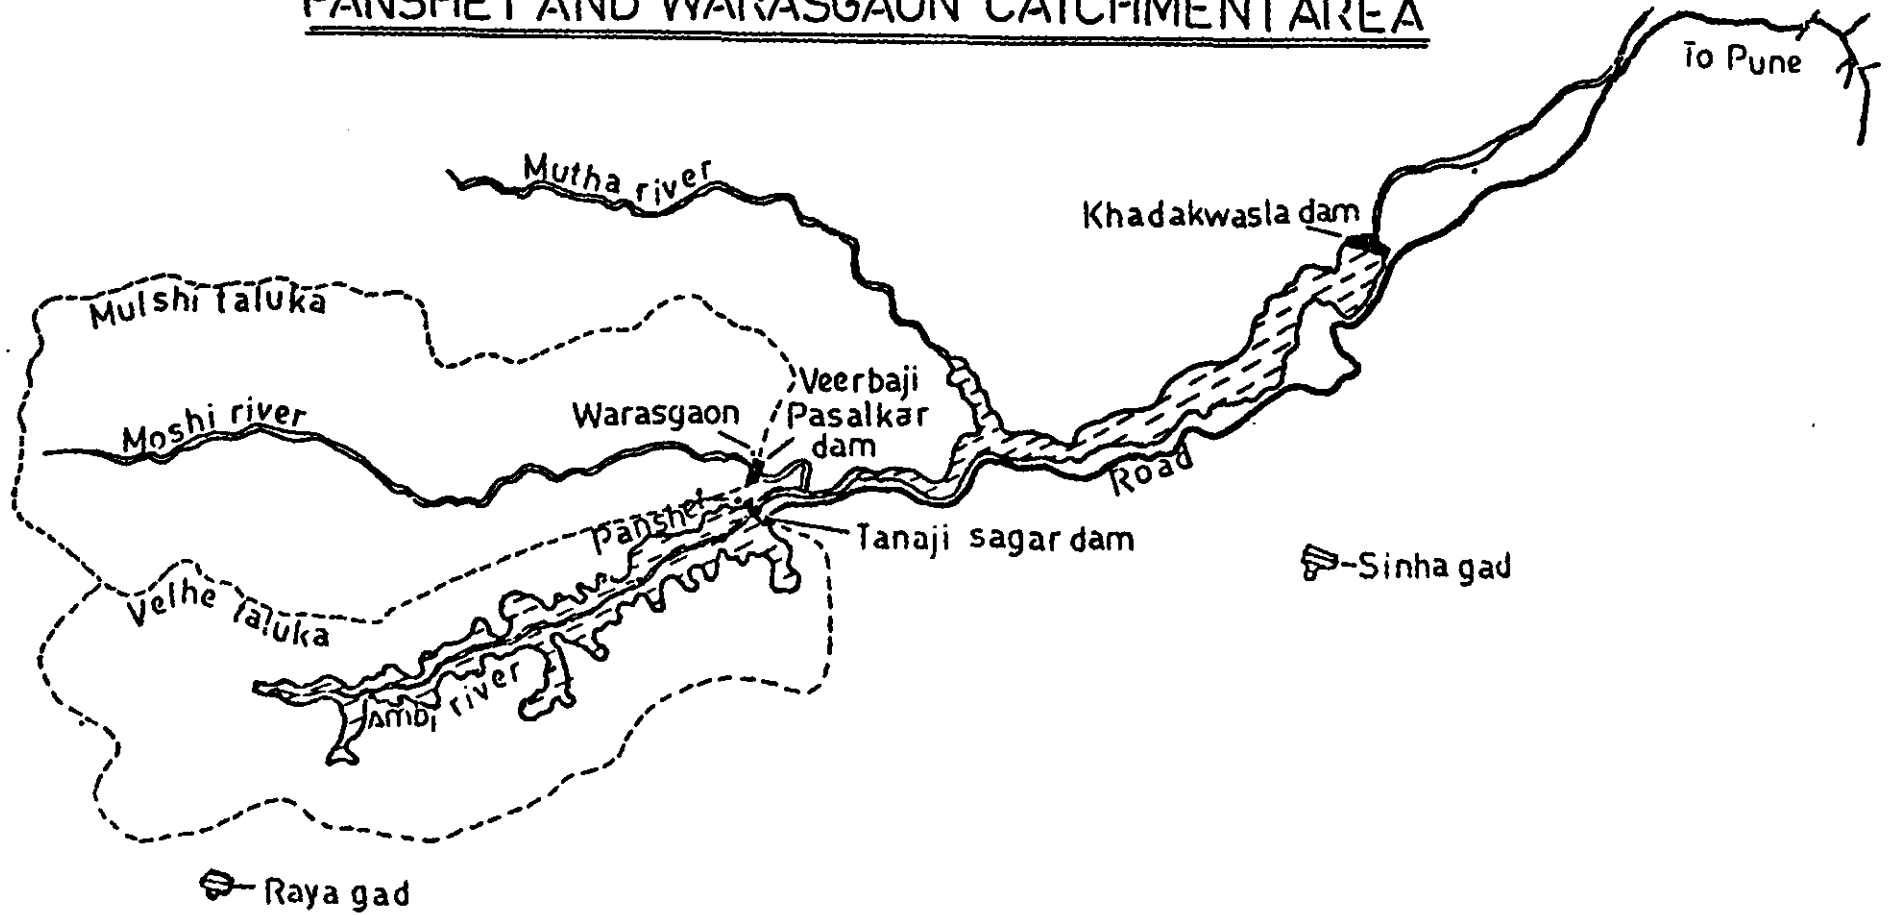 PANSHET AND WARASGAON CATCHMENT AREA
To Pune
Mutha river
Khadakwasla dam
Mulshi taluka
Veerbaji
Pasalkar
dam
Warasgaon
Moshi river
Road
Panshet
Tanaji sagar dam
Sinha gad
Velhe taluka
Ambi river
Raya gad